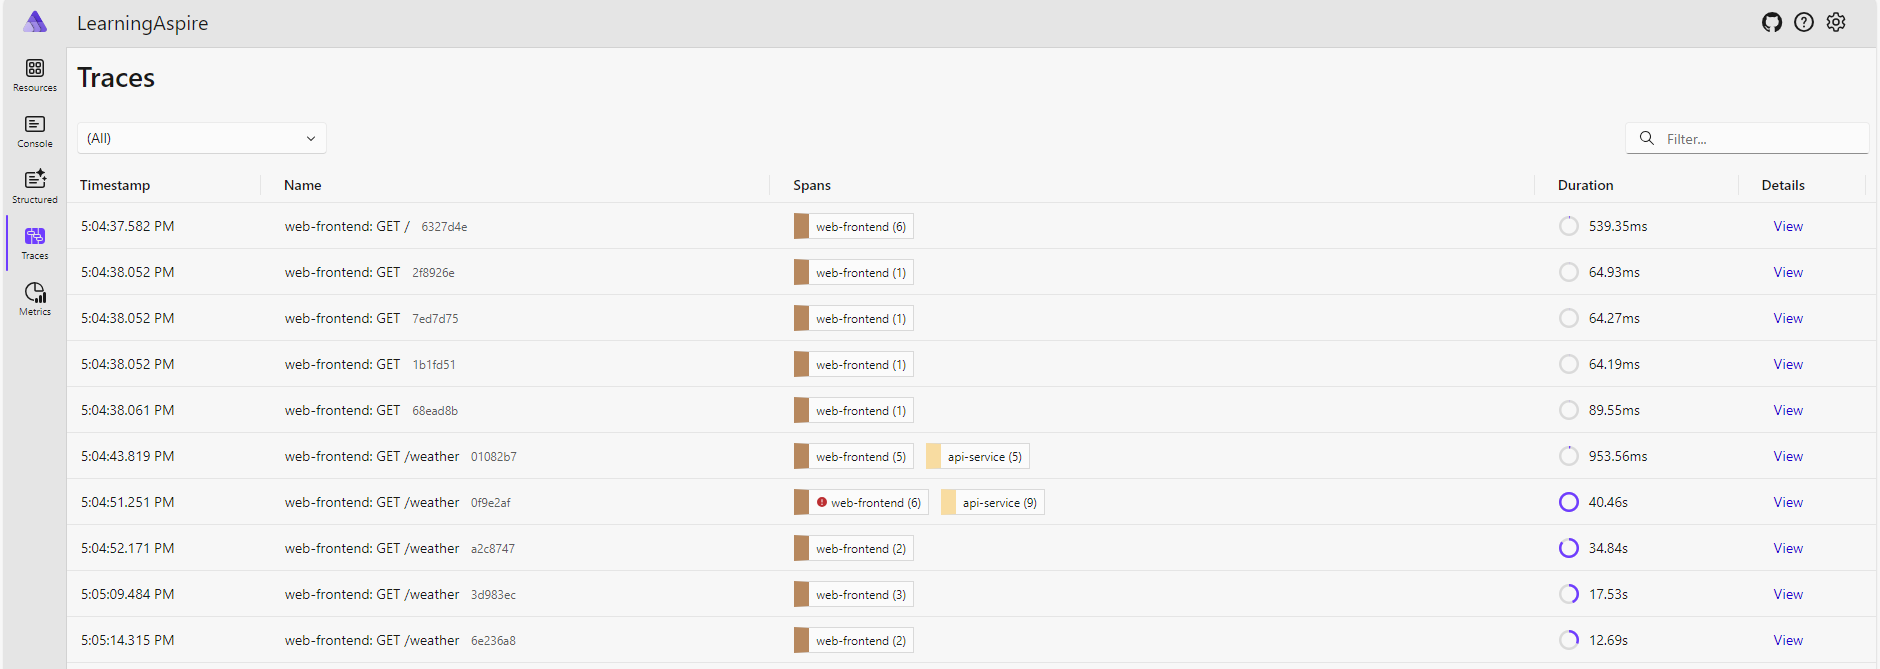 LearningAspire
Resources
Console
Structured
Traces
Metrics
Traces
(All)
Filter...
Timestamp Name Spans Duration Details
5:04:37.582 PM web-frontend: GET / 6327d4e web-frontend (6) 539.35ms View
5:04:38.052 PM web-frontend: GET 2f8926e web-frontend (1) 64.93ms View
5:04:38.052 PM web-frontend: GET 7ed7d75 web-frontend (1) 64.27ms View
5:04:38.052 PM web-frontend: GET 1b1fd51 web-frontend (1) 64.19ms View
5:04:38.061 PM web-frontend: GET 68ead8b web-frontend (1) 89.55ms View
5:04:43.819 PM web-frontend: GET /weather 01082b7 web-frontend (5) api-service (5) 953.56ms View
5:04:51.251 PM web-frontend: GET /weather 0f9e2af web-frontend (6) api-service (9) 40.46s View
5:04:52.171 PM web-frontend: GET /weather a2c8747 web-frontend (2) 34.84s View
5:05:09.484 PM web-frontend: GET /weather 3d983ec web-frontend (3) 17.53s View
5:05:14.315 PM web-frontend: GET /weather 6e236a8 web-frontend (2) 12.69s View